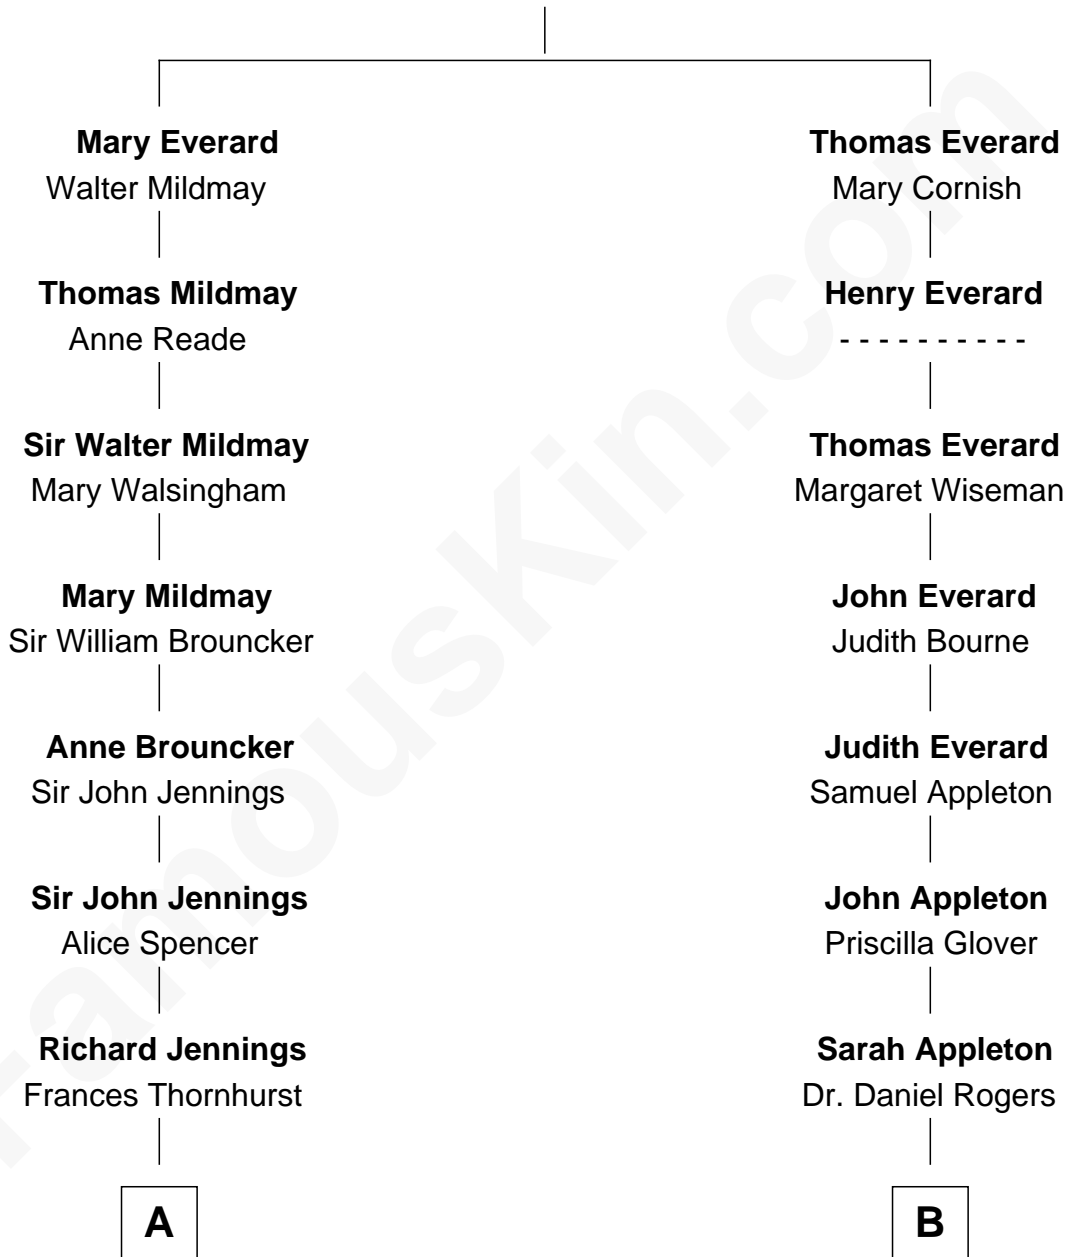 Mary Everard
Walter Mildmay
Thomas Everard
Mary Cornish
Thomas Mildmay
Anne Reade
Henry Everard
- - - - - - - - - -
Sir Walter Mildmay
Mary Walsingham
Thomas Everard
Margaret Wiseman
Mary Mildmay
Sir William Brouncker
John Everard
Judith Bourne
Anne Brouncker
Sir John Jennings
Judith Everard
Samuel Appleton
Sir John Jennings
Alice Spencer
John Appleton
Priscilla Glover
Richard Jennings
Frances Thornhurst
Sarah Appleton
Dr. Daniel Rogers
A
B
FamousKin.com